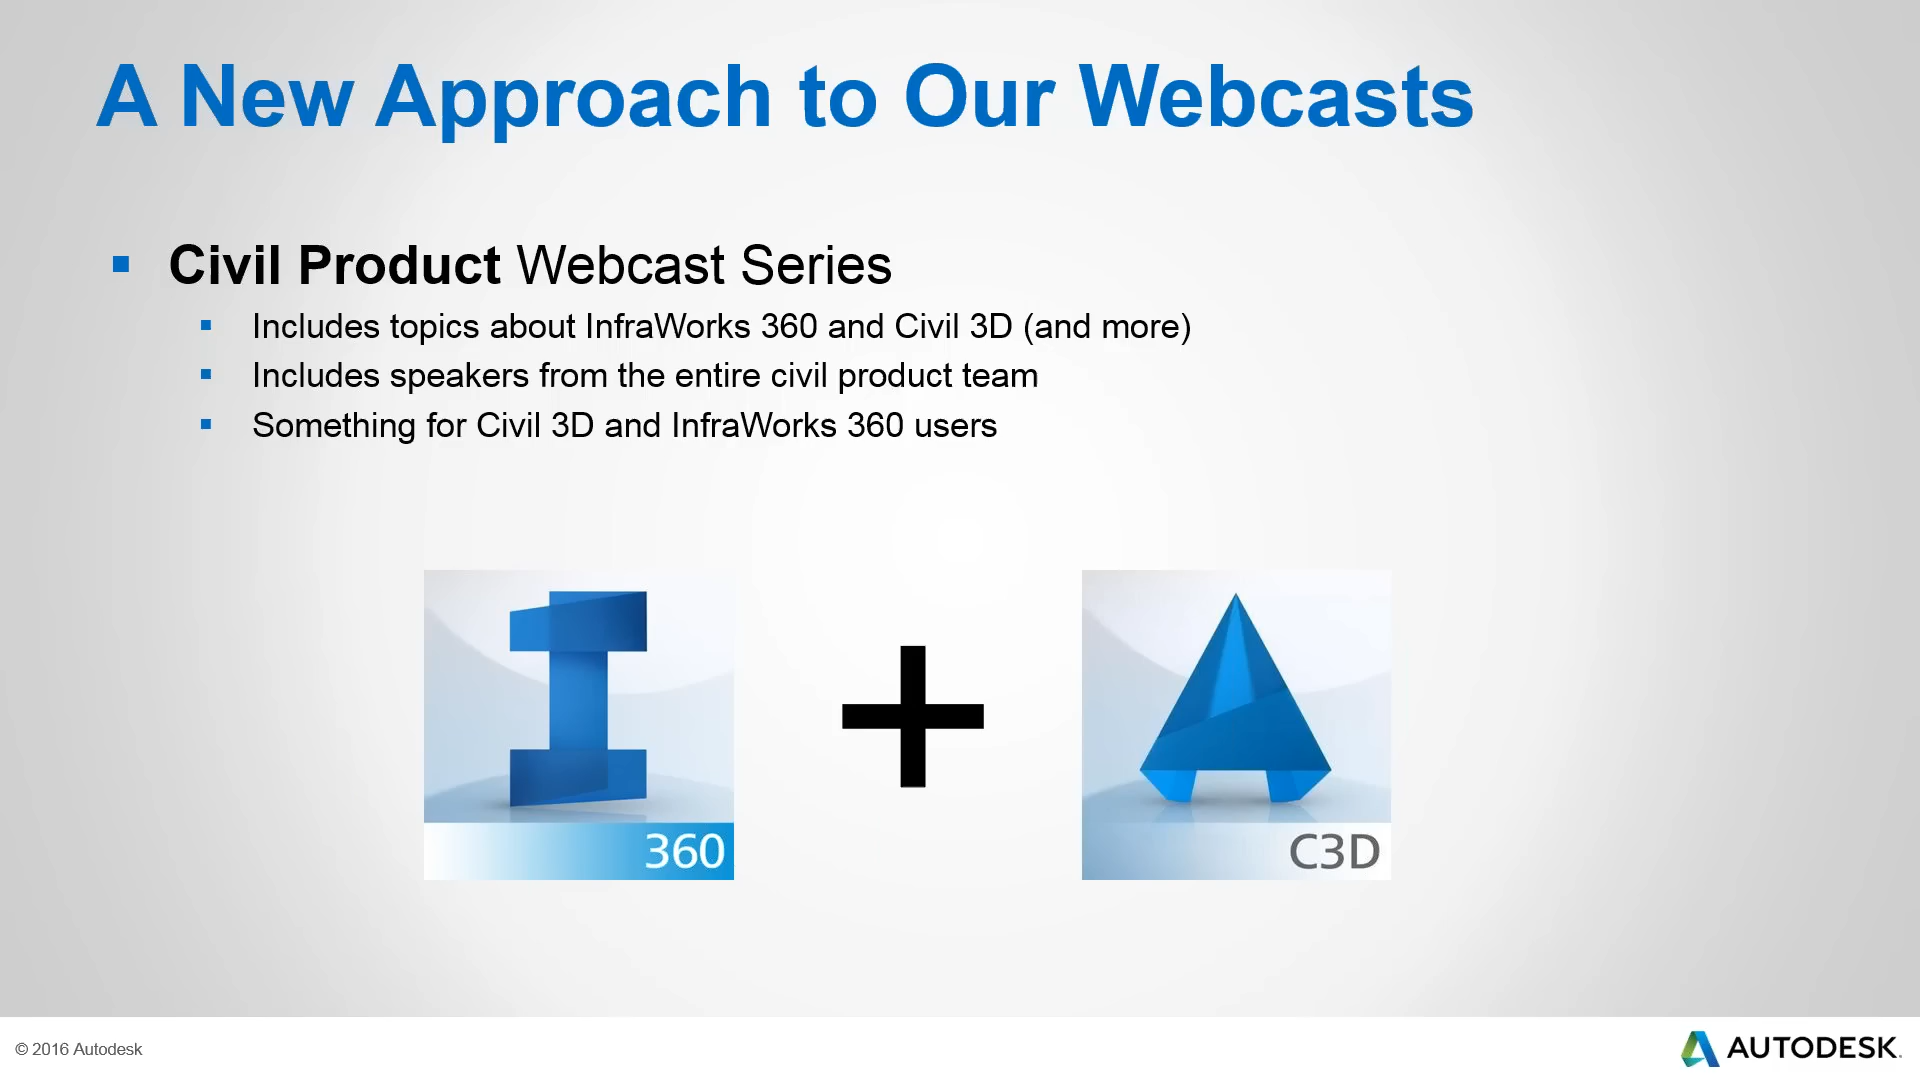 A New Approach to Our Webcasts
Civil Product Webcast Series
Includes topics about InfraWorks 360 and Civil 3D (and more)
Includes speakers from the entire civil product team
Something for Civil 3D and InfraWorks 360 users
360
C3D
© 2016 Autodesk
AUTODESK.